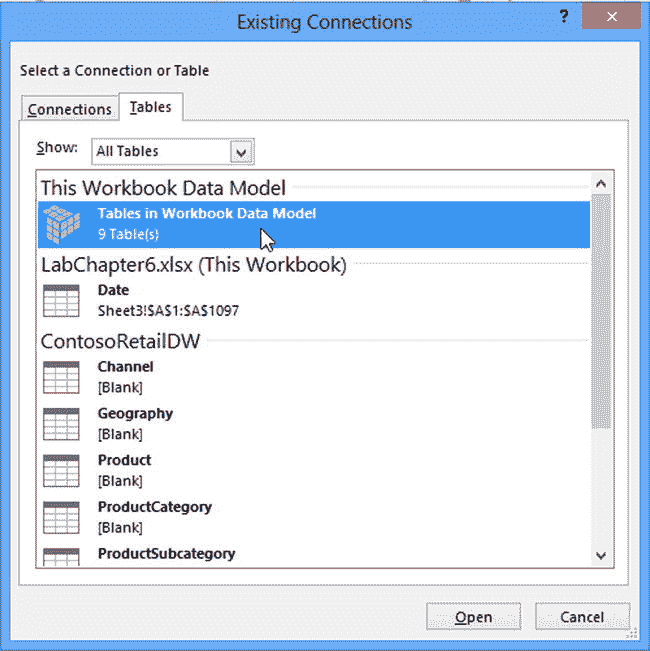 Existing Connections
?
Select a Connection or Table
Connections
Tables
Show:
All Tables
This Workbook Data Model
Tables in Workbook Data Model
9 Table(s)
LabChapter6.xlsx (This Workbook)
Date
Sheet3!$A$1:$A$1097
ContosoRetailDW
Channel
[Blank]
Geography
[Blank]
Product
[Blank]
ProductCategory
[Blank]
ProductSubcategory
Open
Cancel